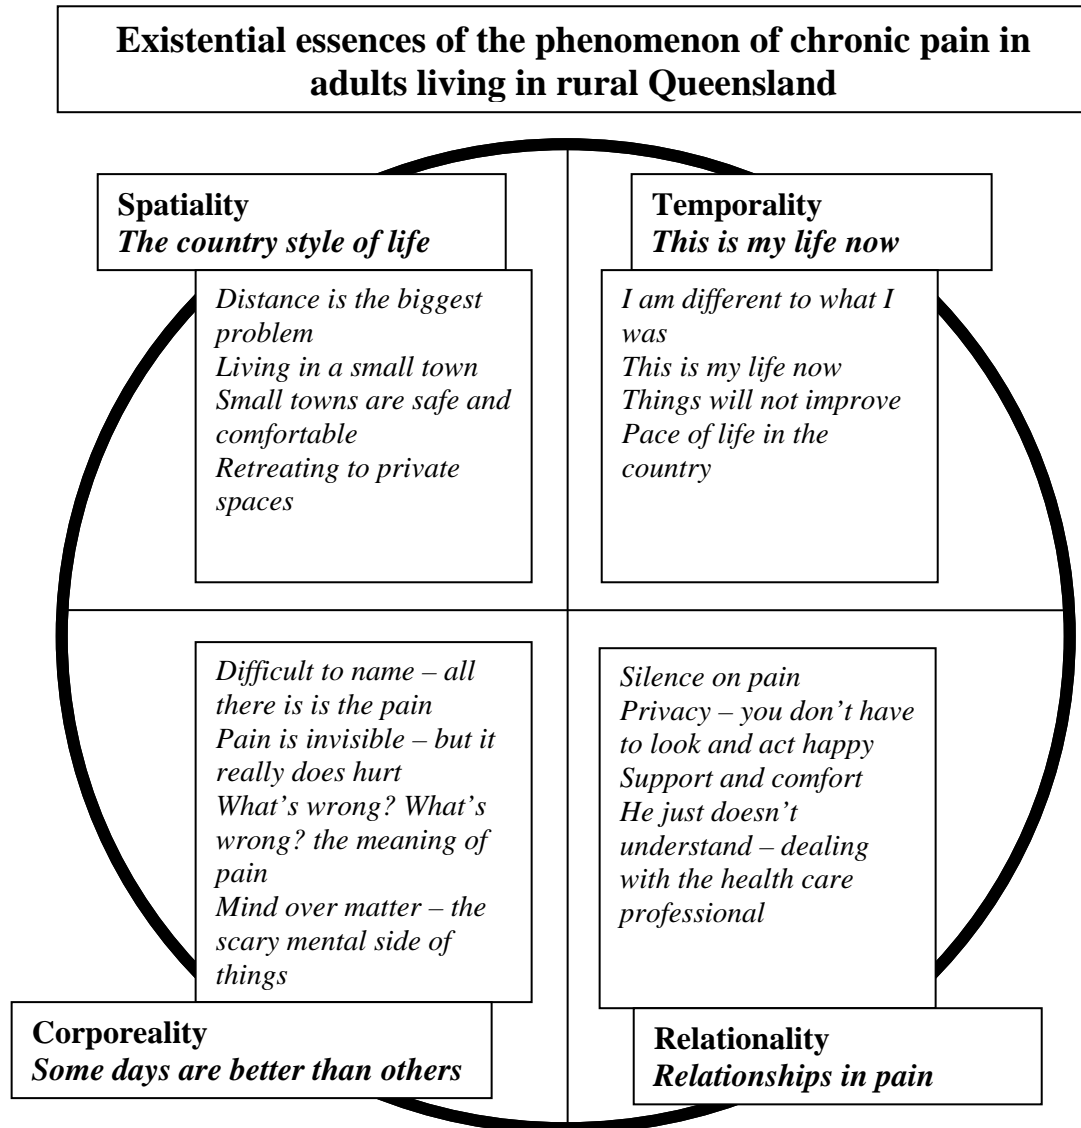 Existential essences of the phenomenon of chronic pain in
adults living in rural Queensland
Spatiality
The country style of life
Distance is the biggest
problem
Living in a small town
Small towns are safe and
comfortable
Retreating to private
spaces
Temporality
This is my life now
I am different to what I
was
This is my life now
Things will not improve
Pace of life in the
country
Difficult to name – all
there is is the pain
Pain is invisible – but it
really does hurt
What’s wrong? What’s
wrong? the meaning of
pain
Mind over matter – the
scary mental side of
things
Corporeality
Some days are better than others
Silence on pain
Privacy – you don’t have
to look and act happy
Support and comfort
He just doesn’t
understand – dealing
with the health care
professional
Relationality
Relationships in pain